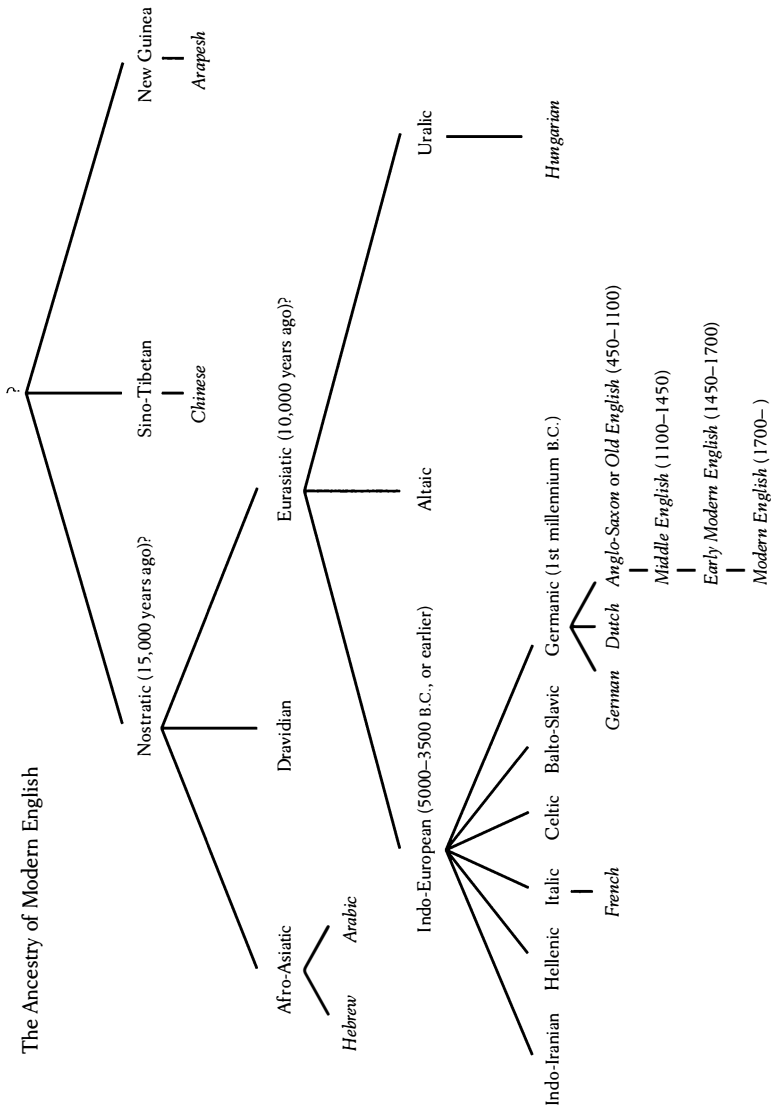 The Ancestry of Modern English
?
Nostratic (15,000 years ago)?
Sino-Tibetan
New Guinea
Chinese
Arapesh
Afro-Asiatic
Dravidian
Eurasiatic (10,000 years ago)?
Hebrew
Arabic
Indo-European (5000–3500 B.C., or earlier)
Altaic
Uralic
Indo-Iranian
Hellenic
Italic
Celtic
Balto-Slavic
Germanic (1st millennium B.C.)
Hungarian
French
German
Dutch
Anglo-Saxon or Old English (450–1100)
Middle English (1100–1450)
Early Modern English (1450–1700)
Modern English (1700– )